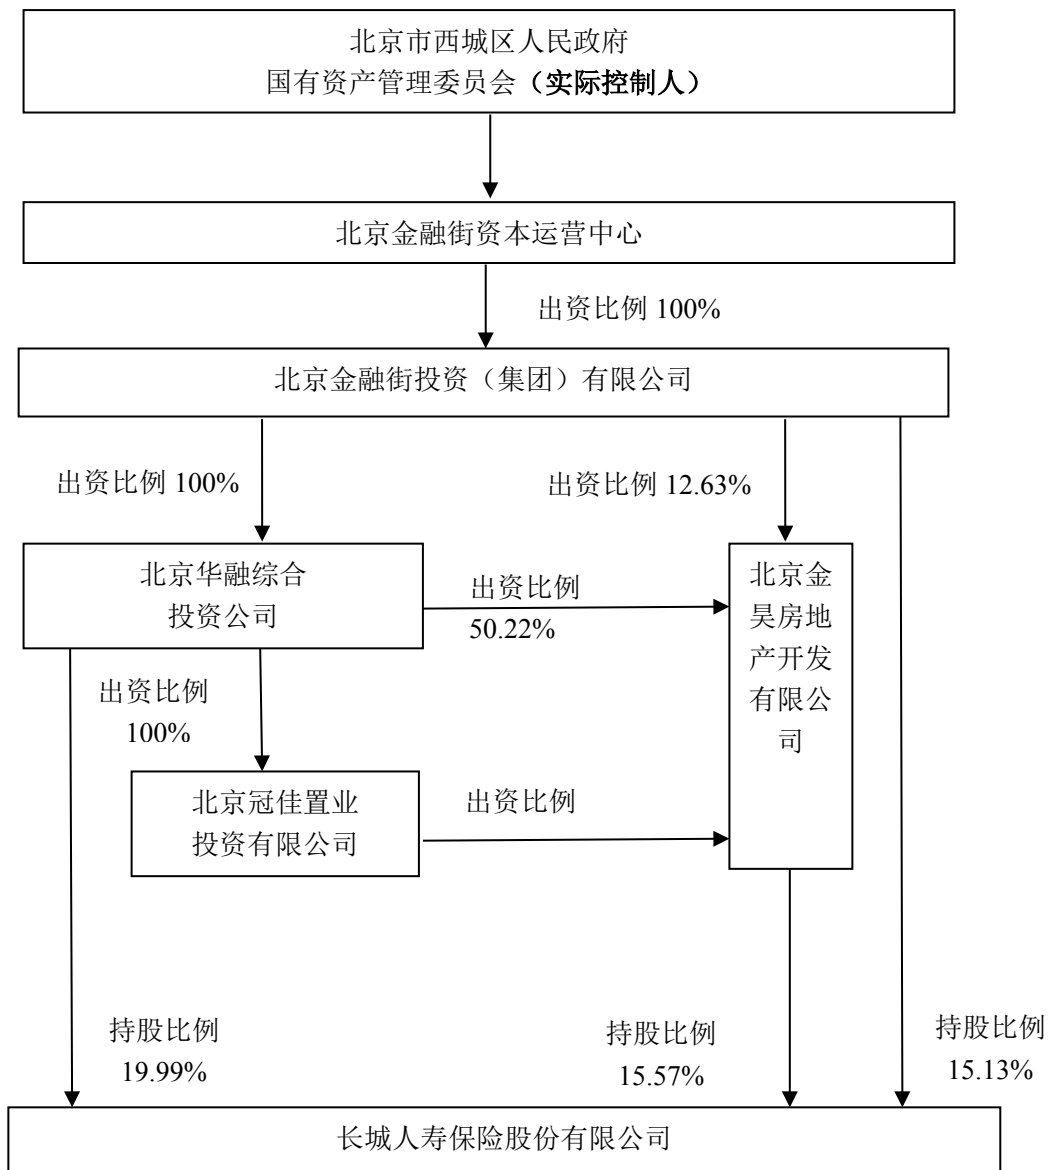 北京市西城区人民政府
国有资产管理委员会（实际控制人）
北京金融街资本运营中心
出资比例 100%
北京金融街投资（集团）有限公司
出资比例 100%
出资比例 12.63%
北京华融综合
投资公司
出资比例
50.22%
北京金
昊房地
产开发
有限公
司
出资比例
100%
北京冠佳置业
投资有限公司
出资比例
持股比例
19.99%
持股比例
15.57%
持股比例
15.13%
长城人寿保险股份有限公司